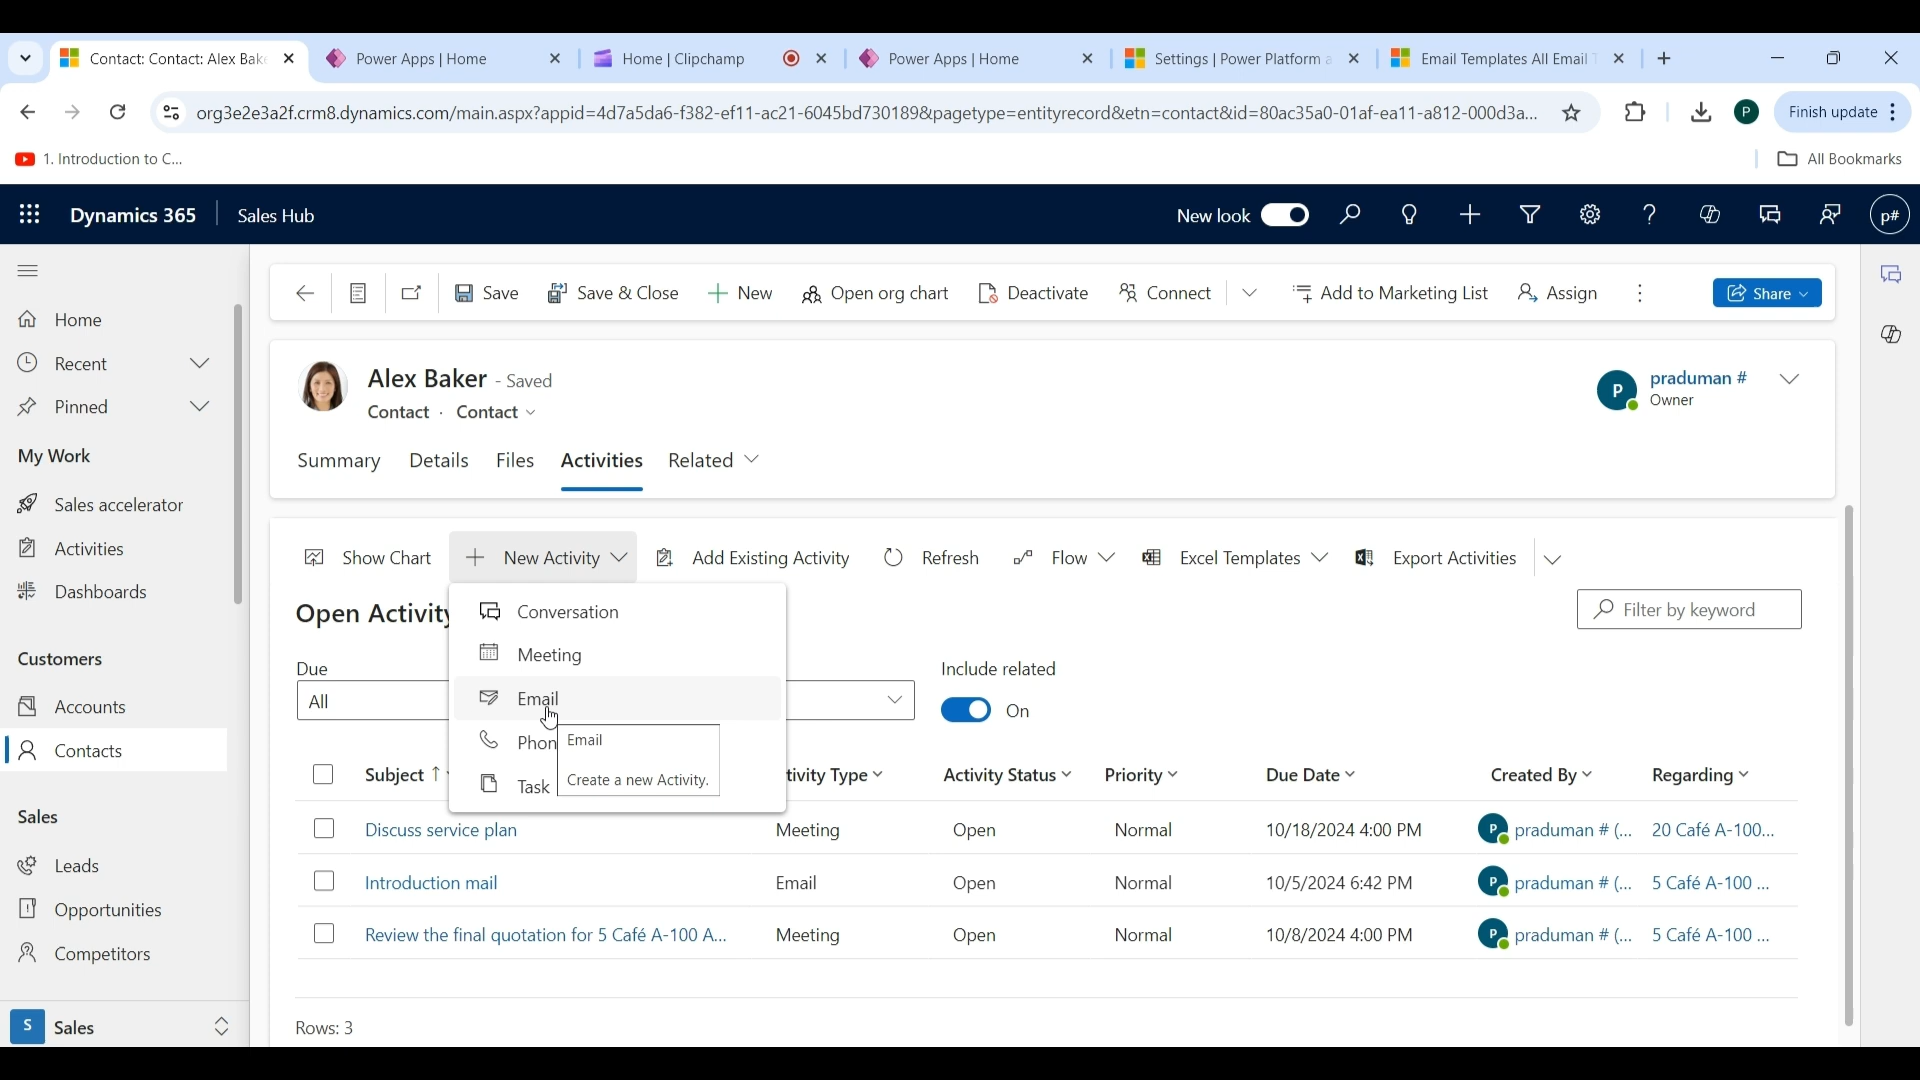 Contact: Contact: Alex Bak
Power Apps | Home
Home | Clipchamp
Power Apps | Home
Settings | Power Platform a
Email Templates All Email T
org3e2e3a2f.crm8.dynamics.com/main.aspx?appid=4d7a5da6-f382-ef11-ac21-6045bd730189&pagetype=entityrecord&etn=contact&id=80ac35a0-01af-ea11-a812-000d3a...
P
Finish update
1. Introduction to C...
All Bookmarks
Dynamics 365
Sales Hub
New look
p#
Save
Save & Close
New
Open org chart
Deactivate
Connect
Add to Marketing List
Assign
Share
Home
Recent
Pinned
My Work
Sales accelerator
Activities
Dashboards
Customers
Accounts
Contacts
Sales
Leads
Opportunities
Competitors
S
Sales
Alex Baker - Saved
Contact · Contact
P
praduman #
Owner
Summary
Details
Files
Activities
Related
Show Chart
New Activity
Add Existing Activity
Refresh
Flow
Excel Templates
Export Activities
Open Activity
Filter by keyword
Conversation
Meeting
Email
Phon
Task
Email
Create a new Activity.
Due
All
Include related
On
Subject ↑
tivity Type
Activity Status
Priority
Due Date
Created By
Regarding
Discuss service plan Meeting Open Normal 10/18/2024 4:00 PM P praduman # (... 20 Café A-100...
Introduction mail Email Open Normal 10/5/2024 6:42 PM P praduman # (... 5 Café A-100 ...
Review the final quotation for 5 Café A-100 A... Meeting Open Normal 10/8/2024 4:00 PM P praduman # (... 5 Café A-100 ...
Rows: 3